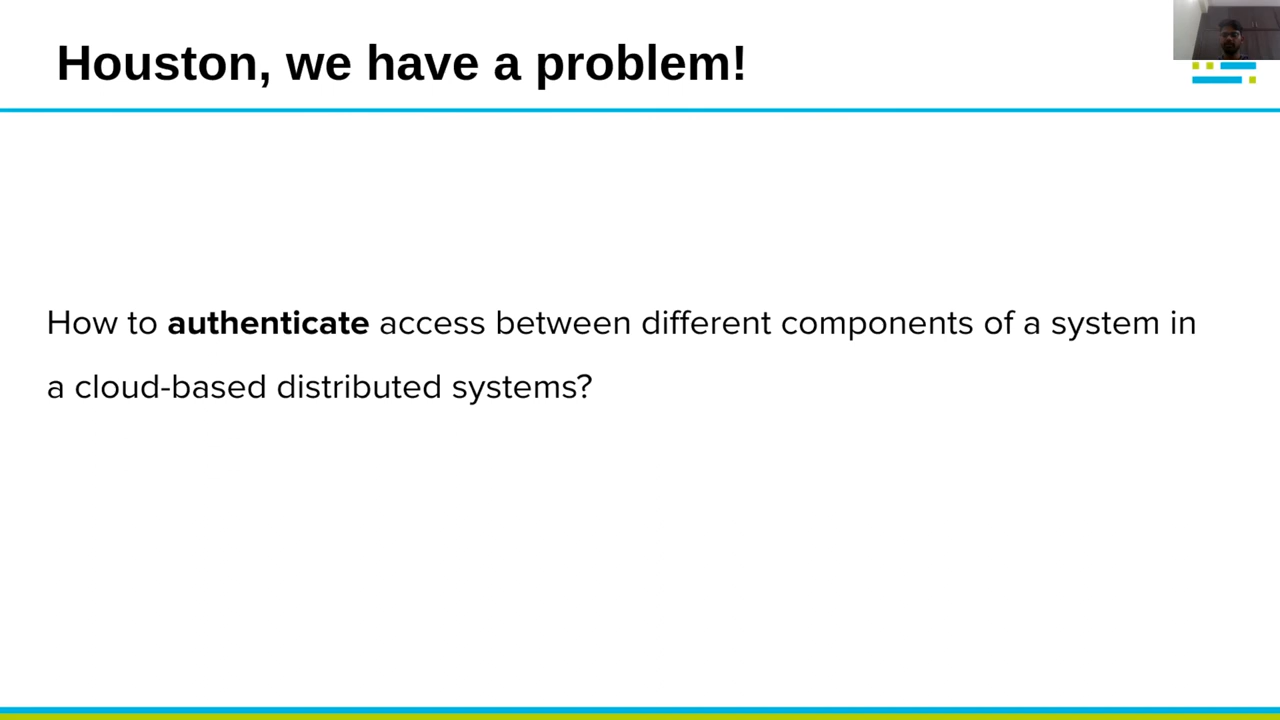 Houston, we have a problem!
How to authenticate access between different components of a system in
a cloud-based distributed systems?